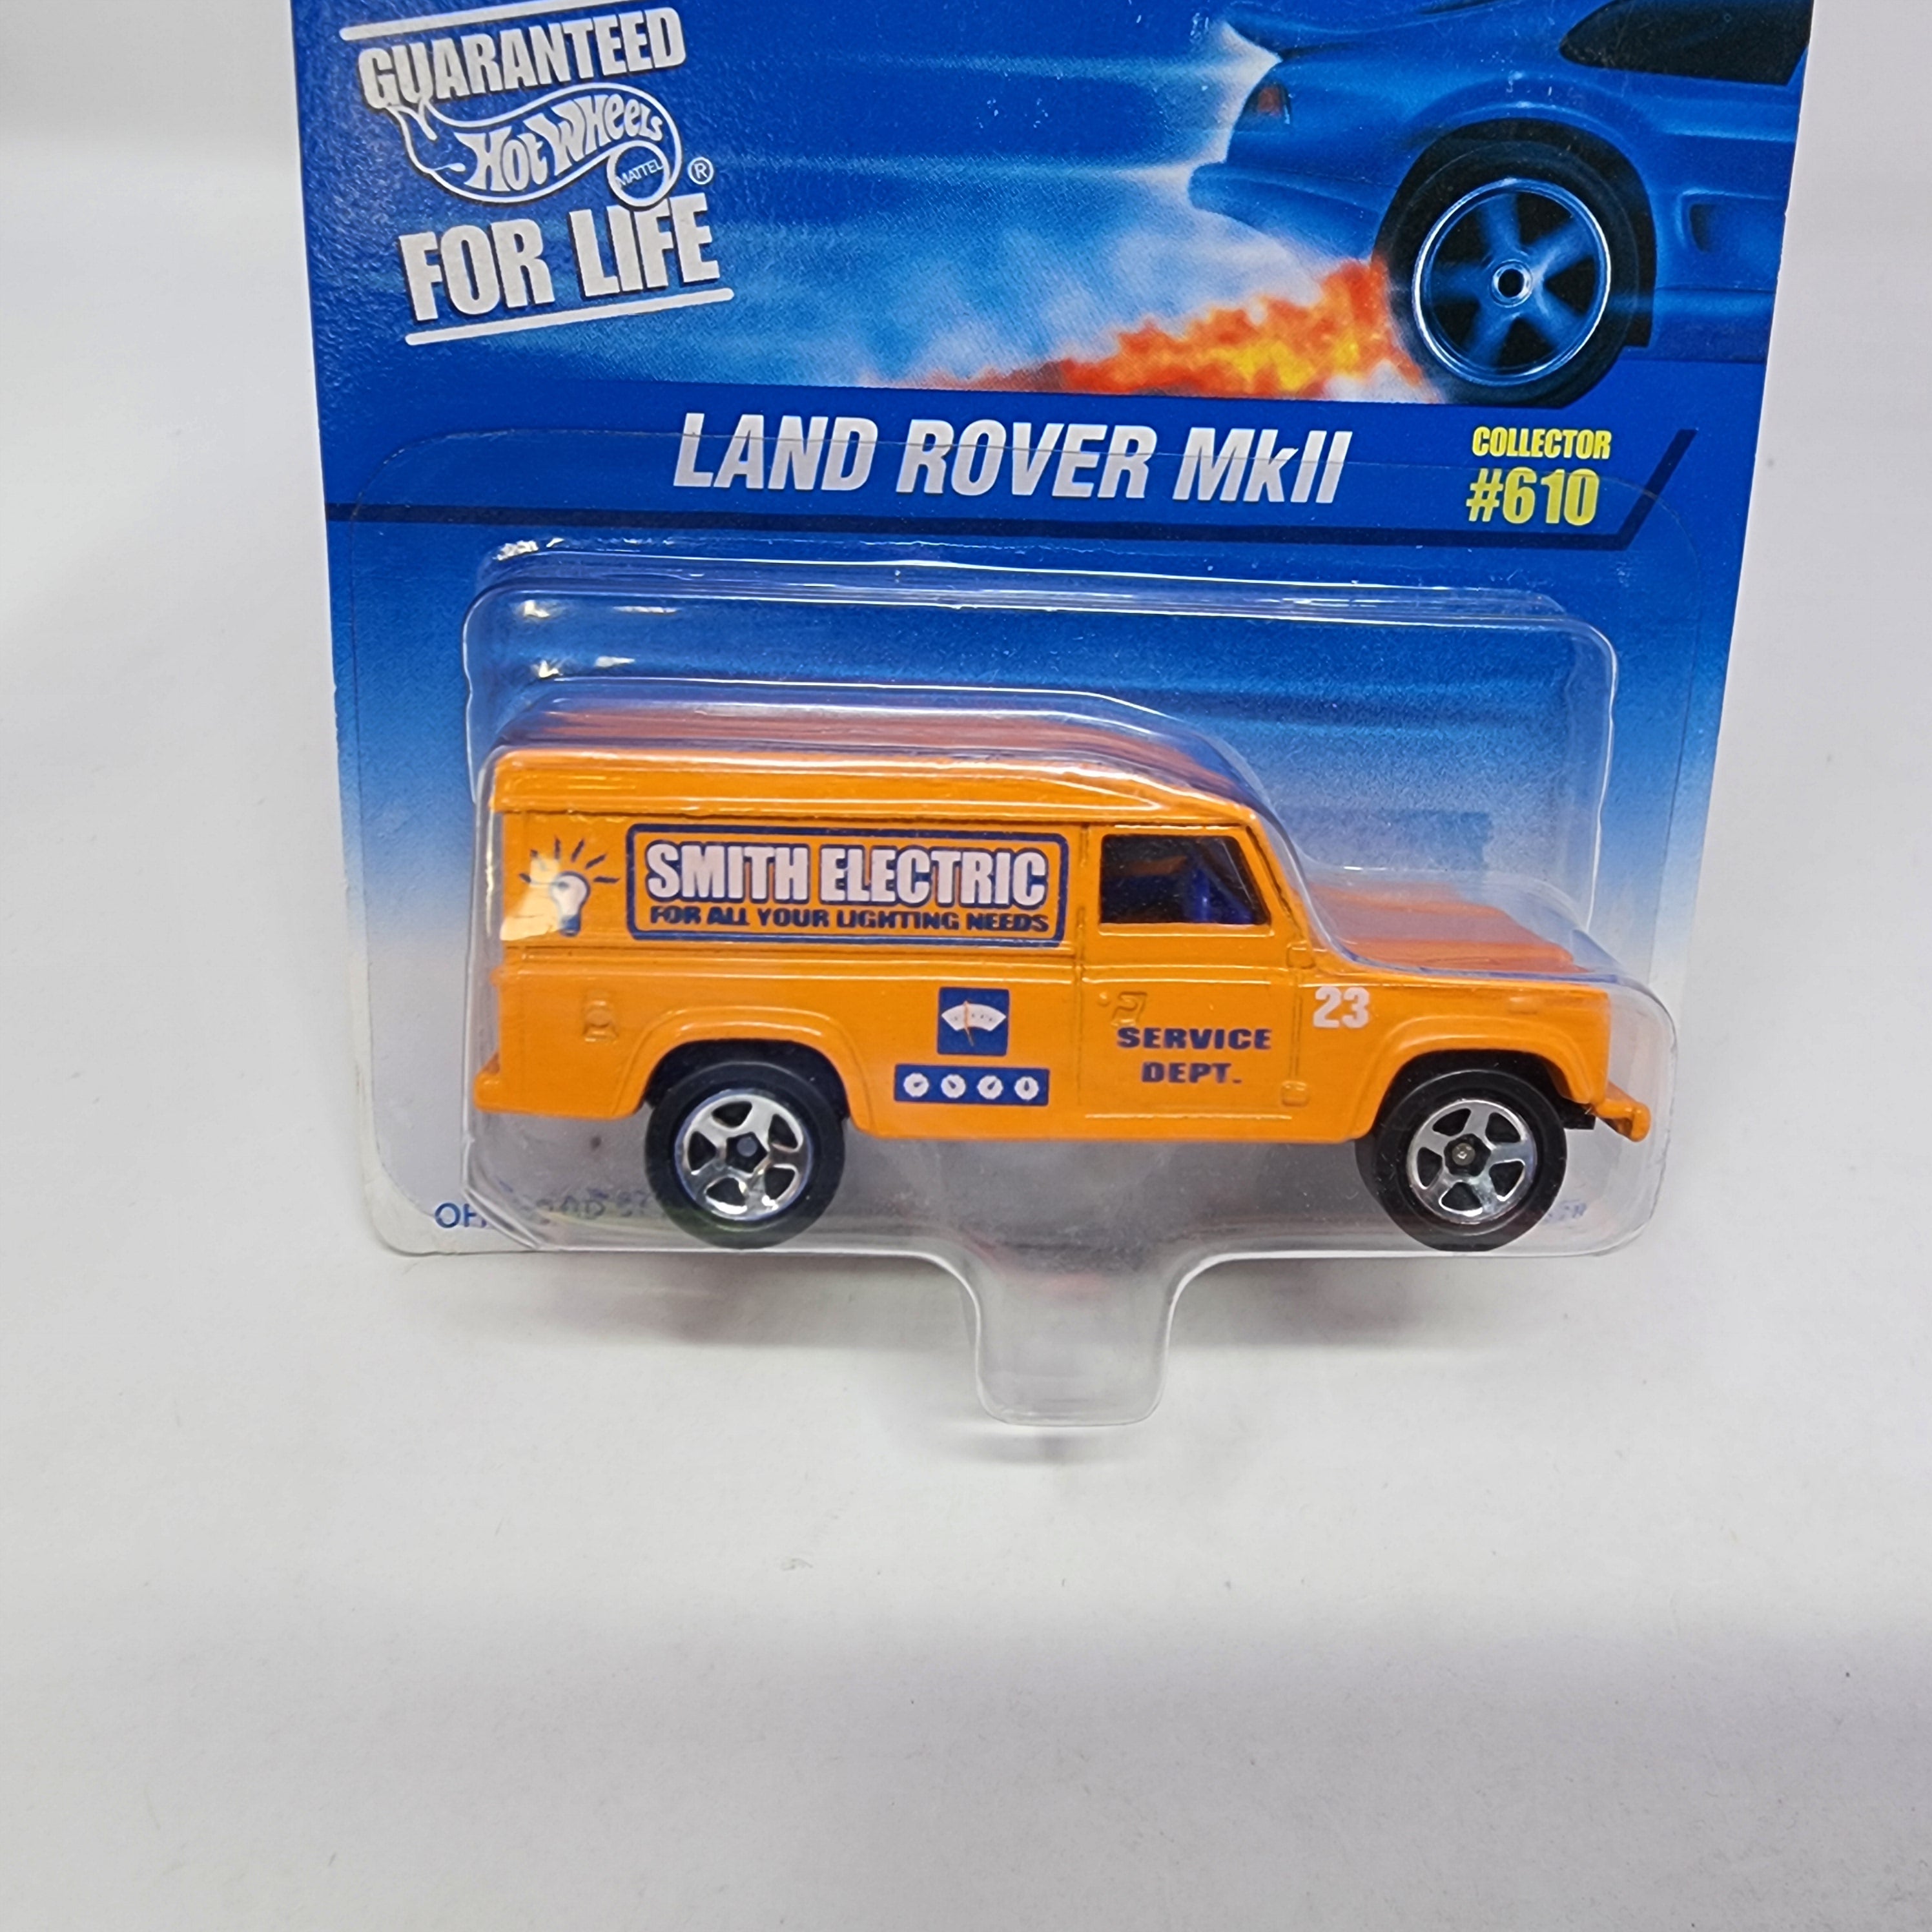 GUARANTEED
Hot Wheels
MATTEL ®
FOR LIFE
LAND ROVER MkII
COLLECTOR
#610
SMITH ELECTRIC
FOR ALL YOUR LIGHTING NEEDS
23
SERVICE
DEPT.